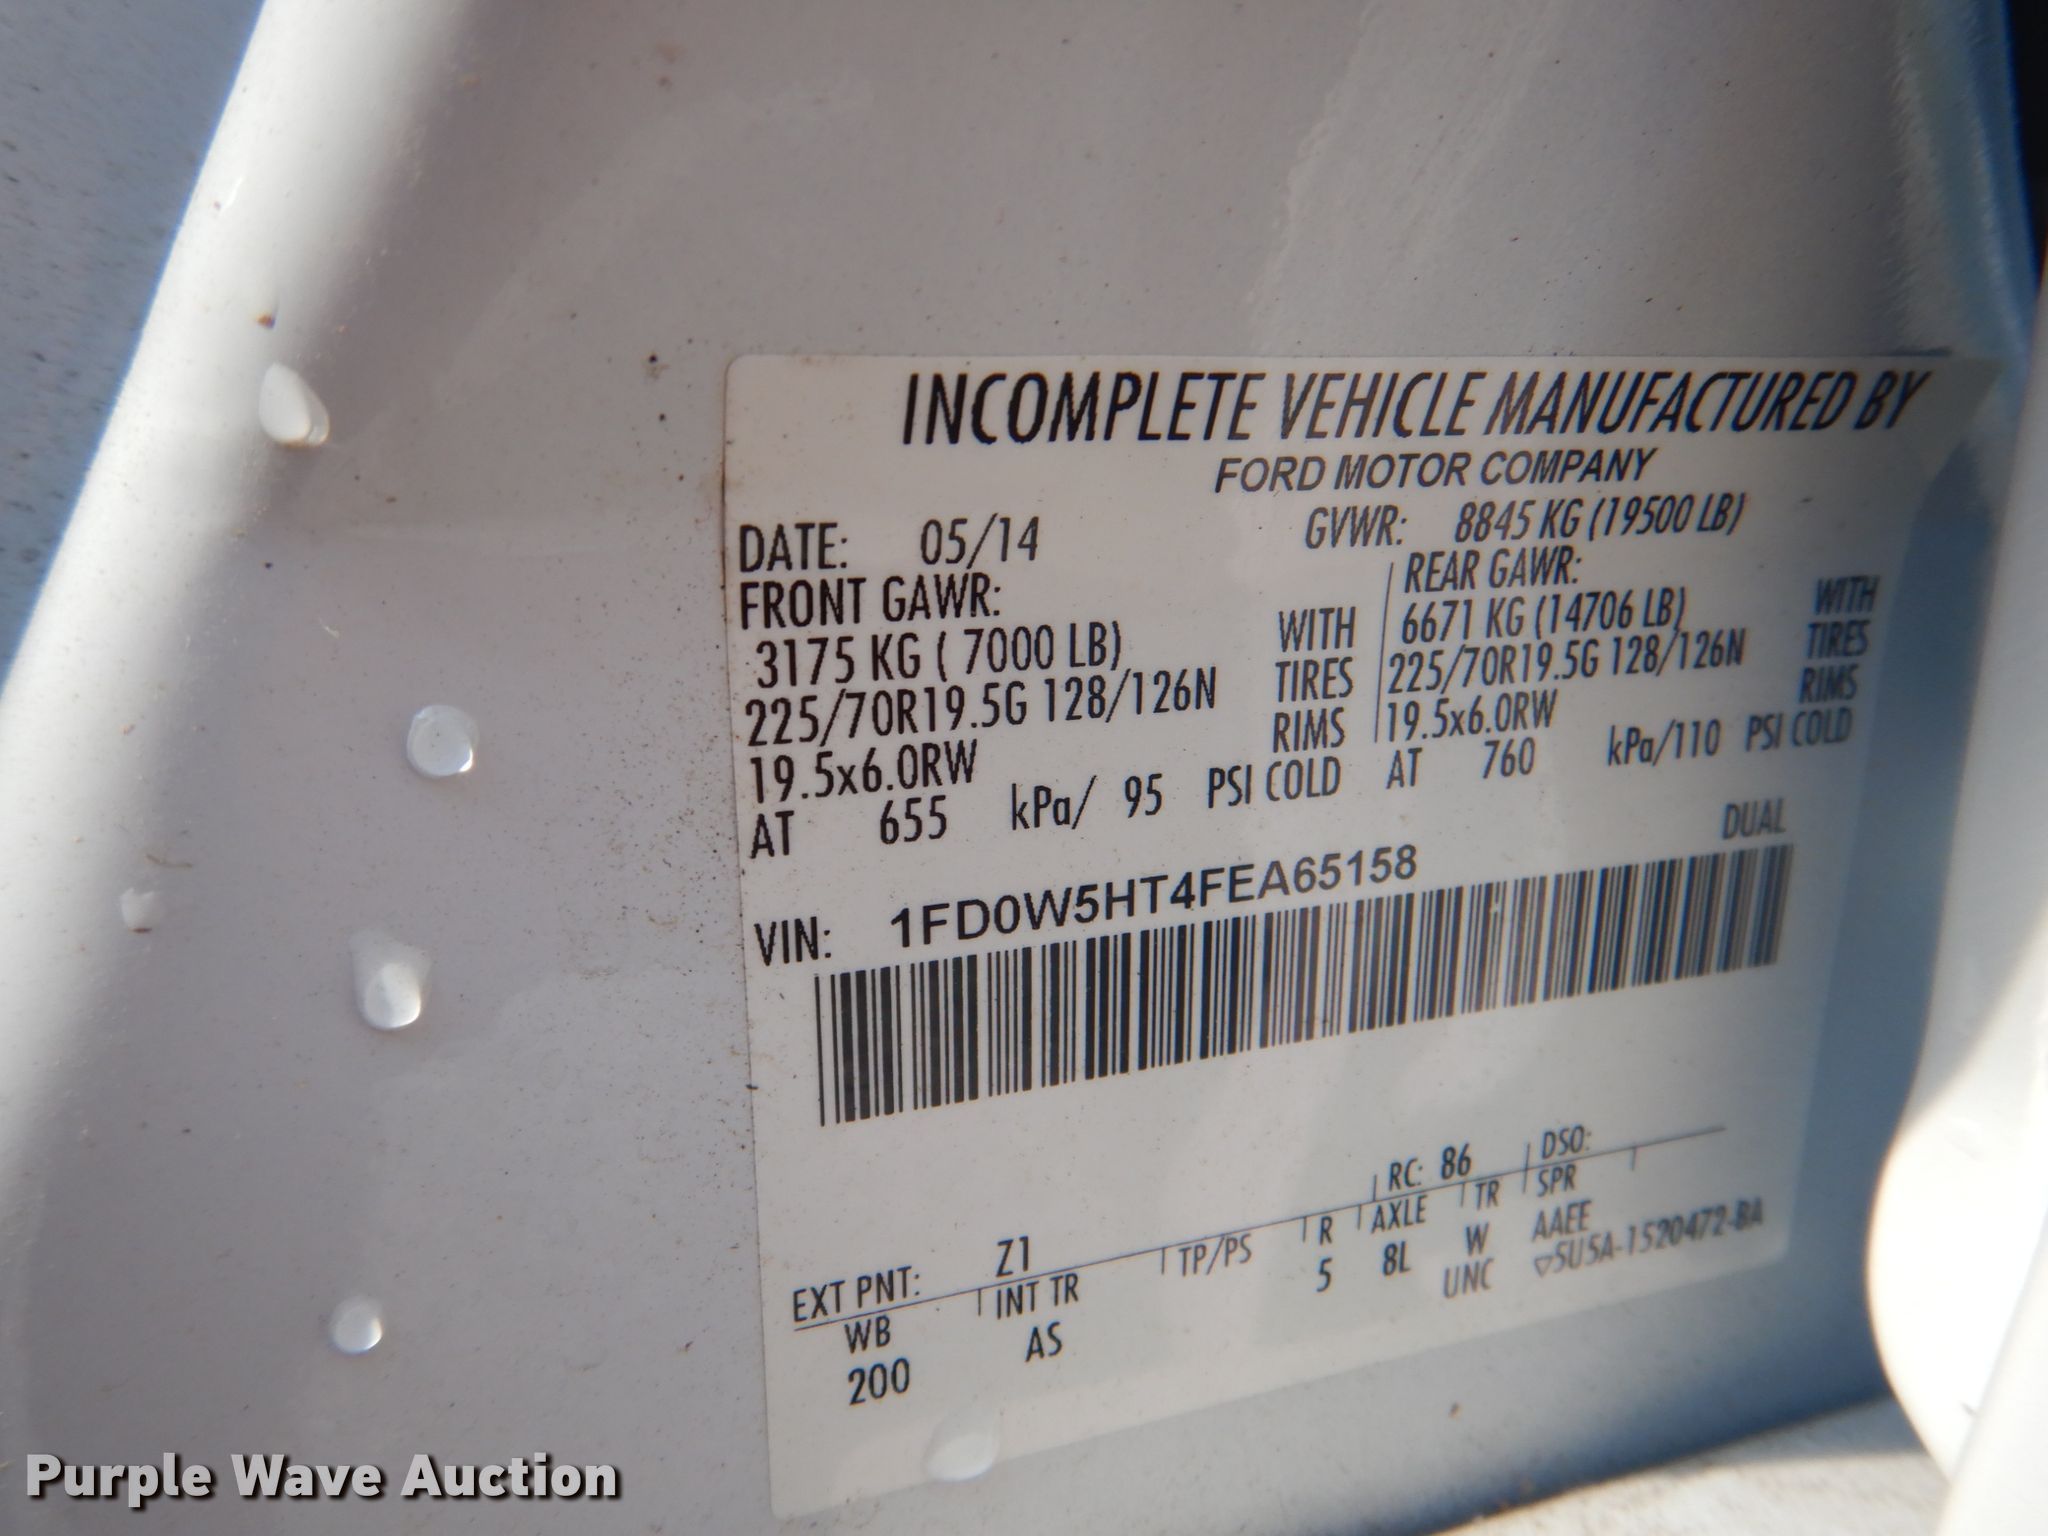 INCOMPLETE VEHICLE MANUFACTURED BY
FORD MOTOR COMPANY
DATE: 05/14 GVWR: 8845 KG (19500 LB)
FRONT GAWR: REAR GAWR:
3175 KG ( 7000 LB) WITH 6671 KG (14706 LB) WITH
225/70R19.5G 128/126N TIRES 225/70R19.5G 128/126N TIRES
19.5x6.0RW RIMS 19.5x6.0RW RIMS
AT 655 kPa/ 95 PSI COLD AT 760 kPa/110 PSI COLD
DUAL
VIN: 1FD0W5HT4FEA65158
EXT PNT: Z1 RC: 86 DSO:
WB INT TR TP/PS R AXLE TR SPR
200 AS 5 8L W AAEE
UNC ▽5U5A-1520472-BA
Purple Wave Auction